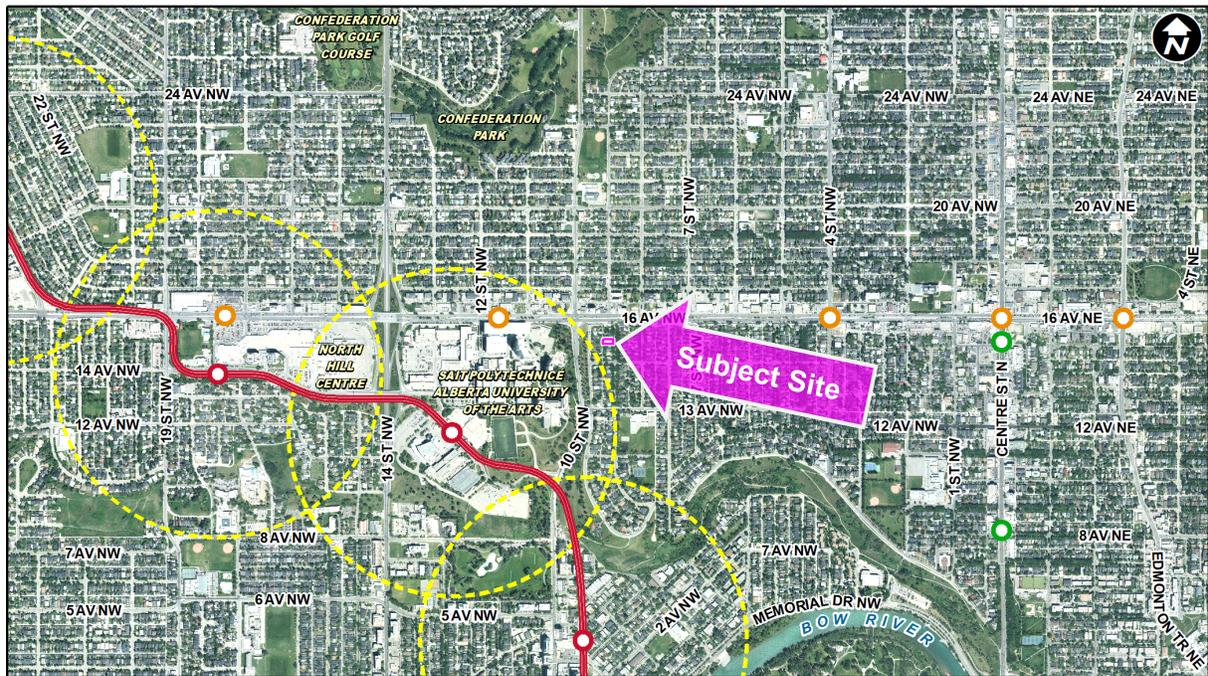 CONFEDERATION
PARK GOLF
COURSE
N
22 ST NW
24 AV NW
24 AV NW
24 AV NW
24 AV NE
24 AV NE
CONFEDERATION
PARK
7 ST NW
4 ST NW
20 AV NW
20 AV NE
4 ST NE
12 ST NW
16 AV NW
16 AV NE
NORTH
HILL
CENTRE
Subject Site
14 AV NW
SAIT POLYTECHNICE
ALBERTA UNIVERSITY
OF THE ARTS
19 ST NW
12 AV NW
14 ST NW
10 ST NW
13 AV NW
12 AV NW
1 ST NW
CENTRE ST N
12 AV NE
7 AV NW
8 AV NW
7 AV NW
8 AV NE
5 AV NW
6 AV NW
5 AV NW
2 AV NW
MEMORIAL DR NW
BOW RIVER
EDMONTON TR NE